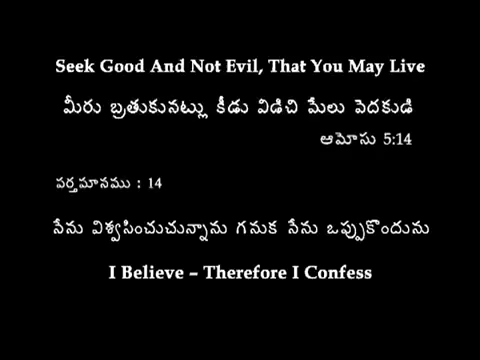 Seek Good And Not Evil, That You May Live
మీరు బ్రతుకునట్లు కీడు విడిచి మేలు వెదకుడి
ఆమోసు 5:14
పర్తమానము : 14
సేను విశ్వసించుచున్నాను గనుక సేను ఒప్పుకొందును
I Believe – Therefore I Confess